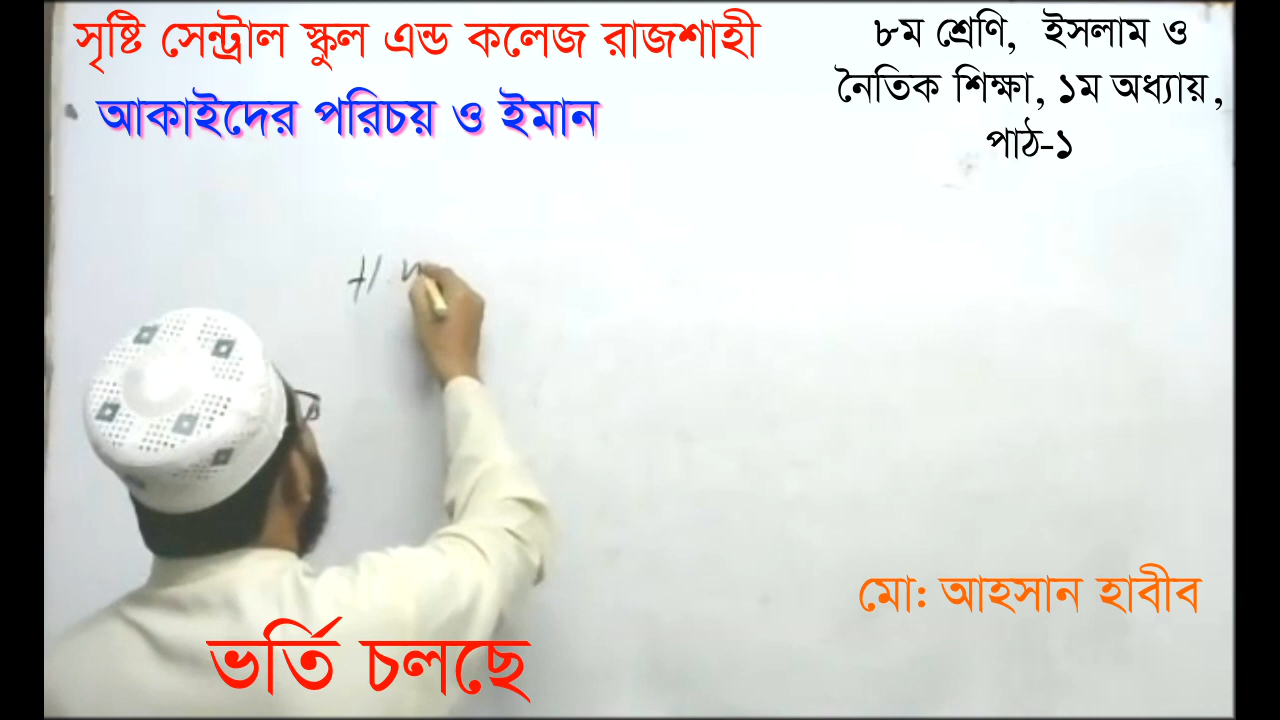 সৃষ্টি সেন্ট্রাল স্কুল এন্ড কলেজ রাজশাহী
আকাইদের পরিচয় ও ইমান
৮ম শ্রেণি, ইসলাম ও
নৈতিক শিক্ষা, ১ম অধ্যায়,
পাঠ-১
মো: আহসান হাবীব
ভর্তি চলছে